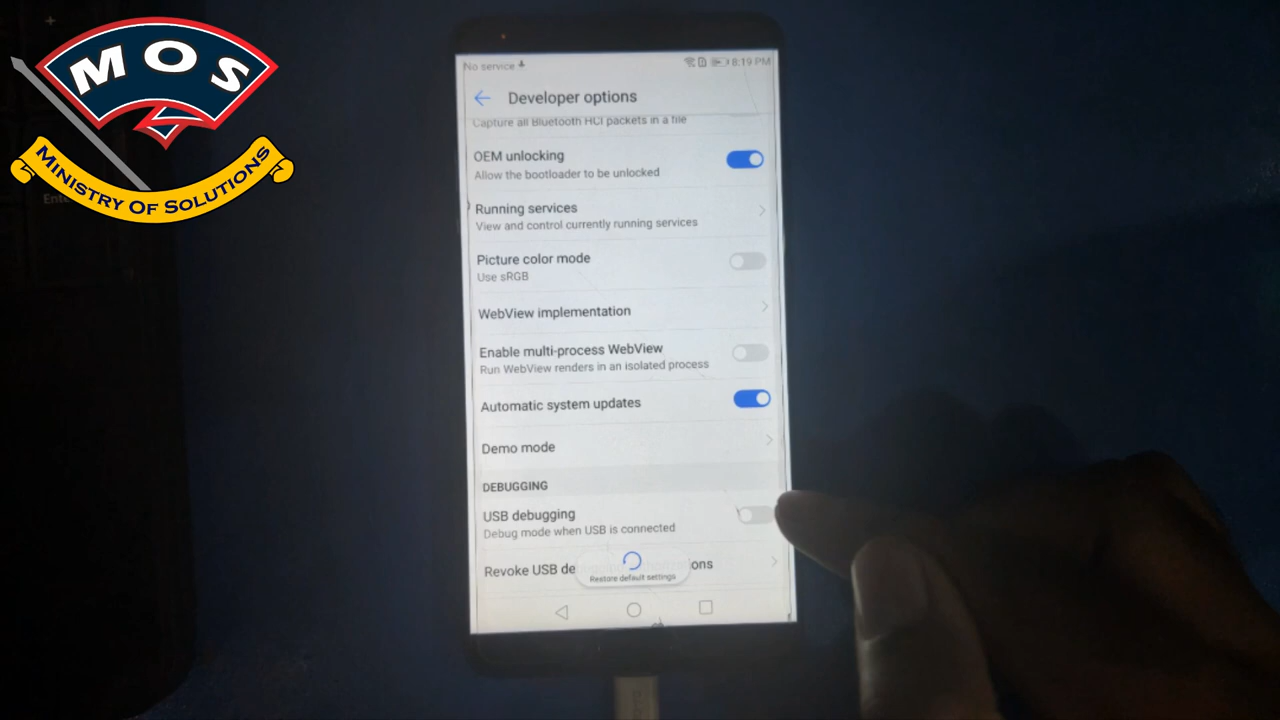 MOS
MINISTRY OF SOLUTIONS
No service
8:19 PM
Developer options
Capture all Bluetooth HCI packets in a file
OEM unlocking
Allow the bootloader to be unlocked
Running services
View and control currently running services
Picture color mode
Use sRGB
WebView implementation
Enable multi-process WebView
Run WebView renders in an isolated process
Automatic system updates
Demo mode
DEBUGGING
USB debugging
Debug mode when USB is connected
Revoke USB de ons
Restore default settings